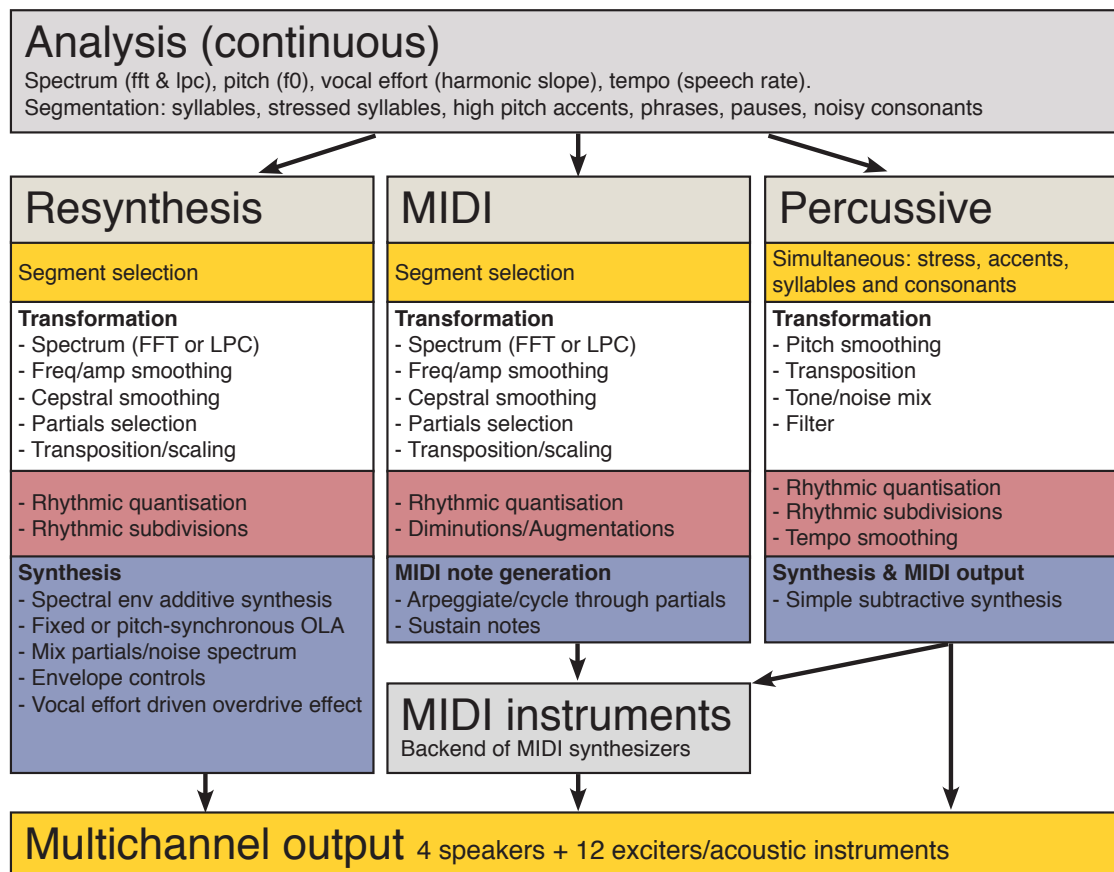 Analysis (continuous)
Spectrum (fft & lpc), pitch (f0), vocal effort (harmonic slope), tempo (speech rate).
Segmentation: syllables, stressed syllables, high pitch accents, phrases, pauses, noisy consonants
Resynthesis
Segment selection
Transformation
- Spectrum (FFT or LPC)
- Freq/amp smoothing
- Cepstral smoothing
- Partials selection
- Transposition/scaling
- Rhythmic quantisation
- Rhythmic subdivisions
Synthesis
- Spectral env additive synthesis
- Fixed or pitch-synchronous OLA
- Mix partials/noise spectrum
- Envelope controls
- Vocal effort driven overdrive effect
MIDI
Segment selection
Transformation
- Spectrum (FFT or LPC)
- Freq/amp smoothing
- Cepstral smoothing
- Partials selection
- Transposition/scaling
- Rhythmic quantisation
- Diminutions/Augmentations
MIDI note generation
- Arpeggiate/cycle through partials
- Sustain notes
Percussive
Simultaneous: stress, accents,
syllables and consonants
Transformation
- Pitch smoothing
- Transposition
- Tone/noise mix
- Filter
- Rhythmic quantisation
- Rhythmic subdivisions
- Tempo smoothing
Synthesis & MIDI output
- Simple subtractive synthesis
MIDI instruments
Backend of MIDI synthesizers
Multichannel output 4 speakers + 12 exciters/acoustic instruments